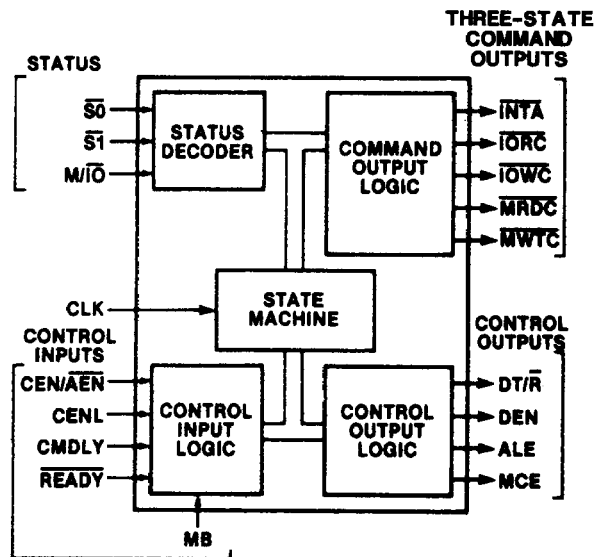 THREE-STATE
COMMAND
OUTPUTS
STATUS
S̅0̅
S̅1̅
M/I̅O̅
STATUS
DECODER
COMMAND
OUTPUT
LOGIC
I̅N̅T̅A̅
I̅O̅R̅C̅
I̅O̅W̅C̅
M̅R̅D̅C̅
M̅W̅T̅C̅
CLK
STATE
MACHINE
CONTROL
INPUTS
CEN/A̅E̅N̅
CENL
CMDLY
R̅E̅A̅D̅Y̅
CONTROL
INPUT
LOGIC
MB
CONTROL
OUTPUT
LOGIC
CONTROL
OUTPUTS
DT/R̅
DEN
ALE
MCE